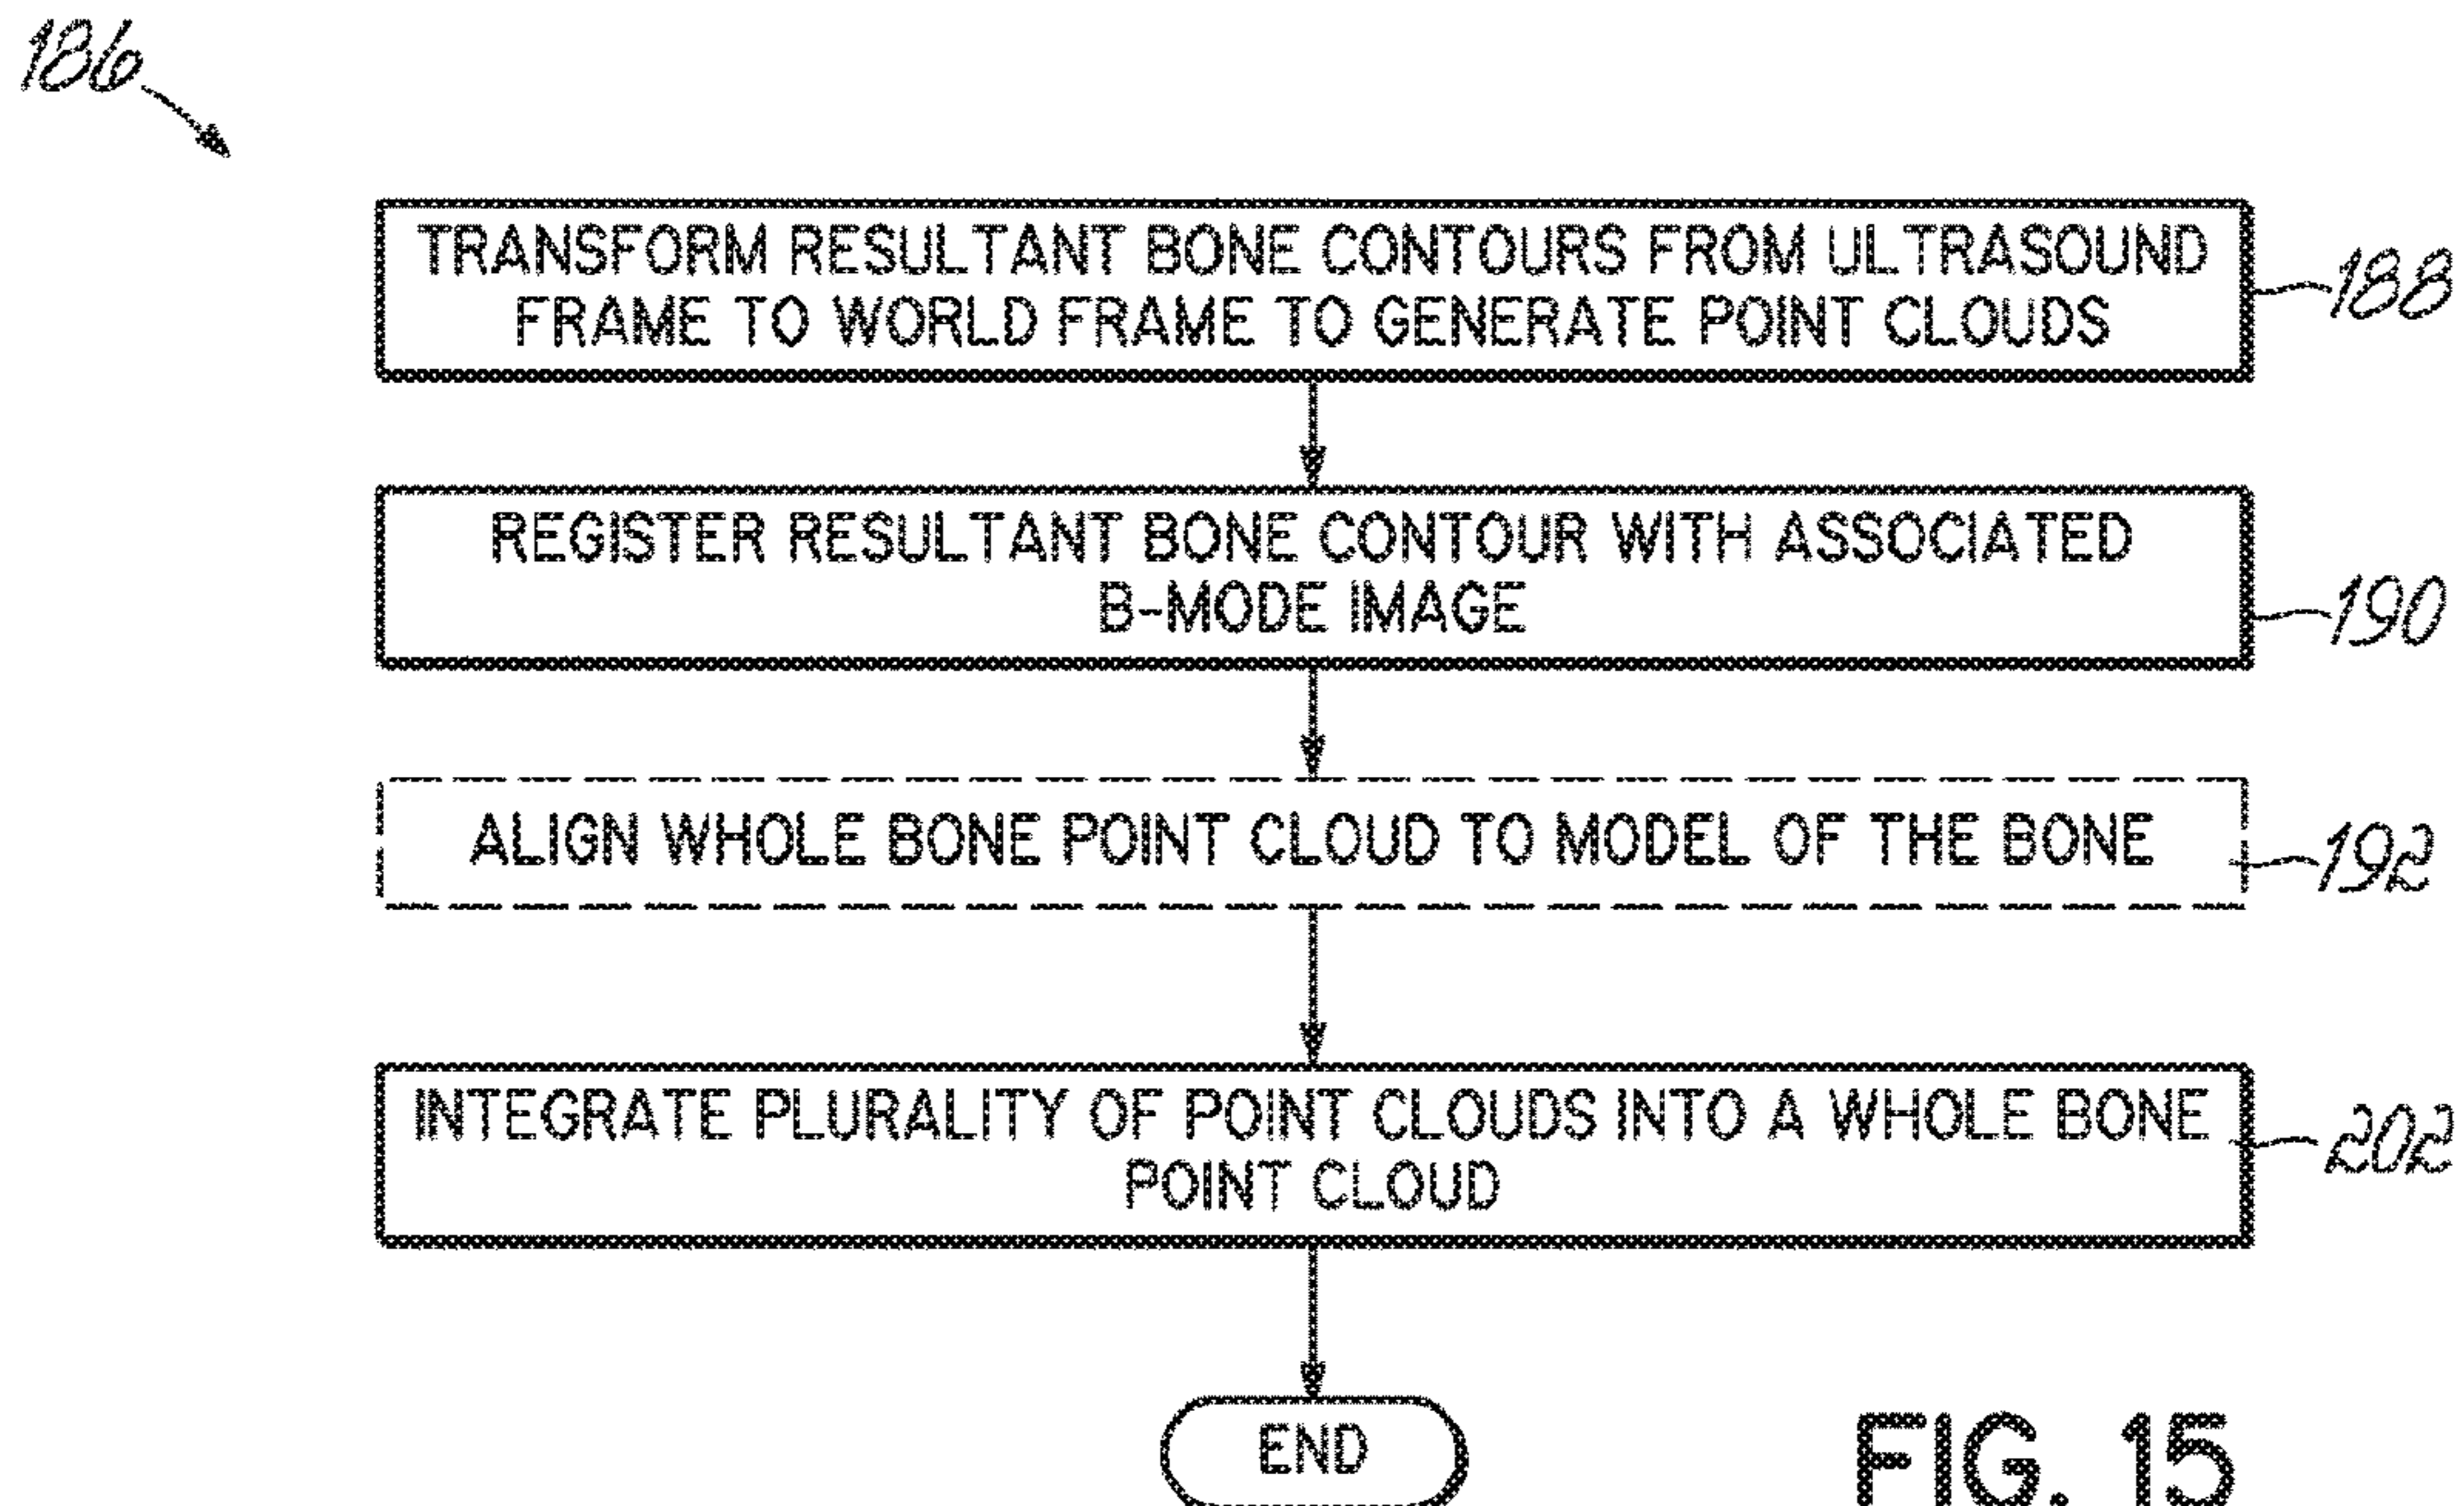 186
TRANSFORM RESULTANT BONE CONTOURS FROM ULTRASOUND
FRAME TO WORLD FRAME TO GENERATE POINT CLOUDS
188
REGISTER RESULTANT BONE CONTOUR WITH ASSOCIATED
B-MODE IMAGE
190
ALIGN WHOLE BONE POINT CLOUD TO MODEL OF THE BONE
192
INTEGRATE PLURALITY OF POINT CLOUDS INTO A WHOLE BONE
POINT CLOUD
202
END
FIG. 15